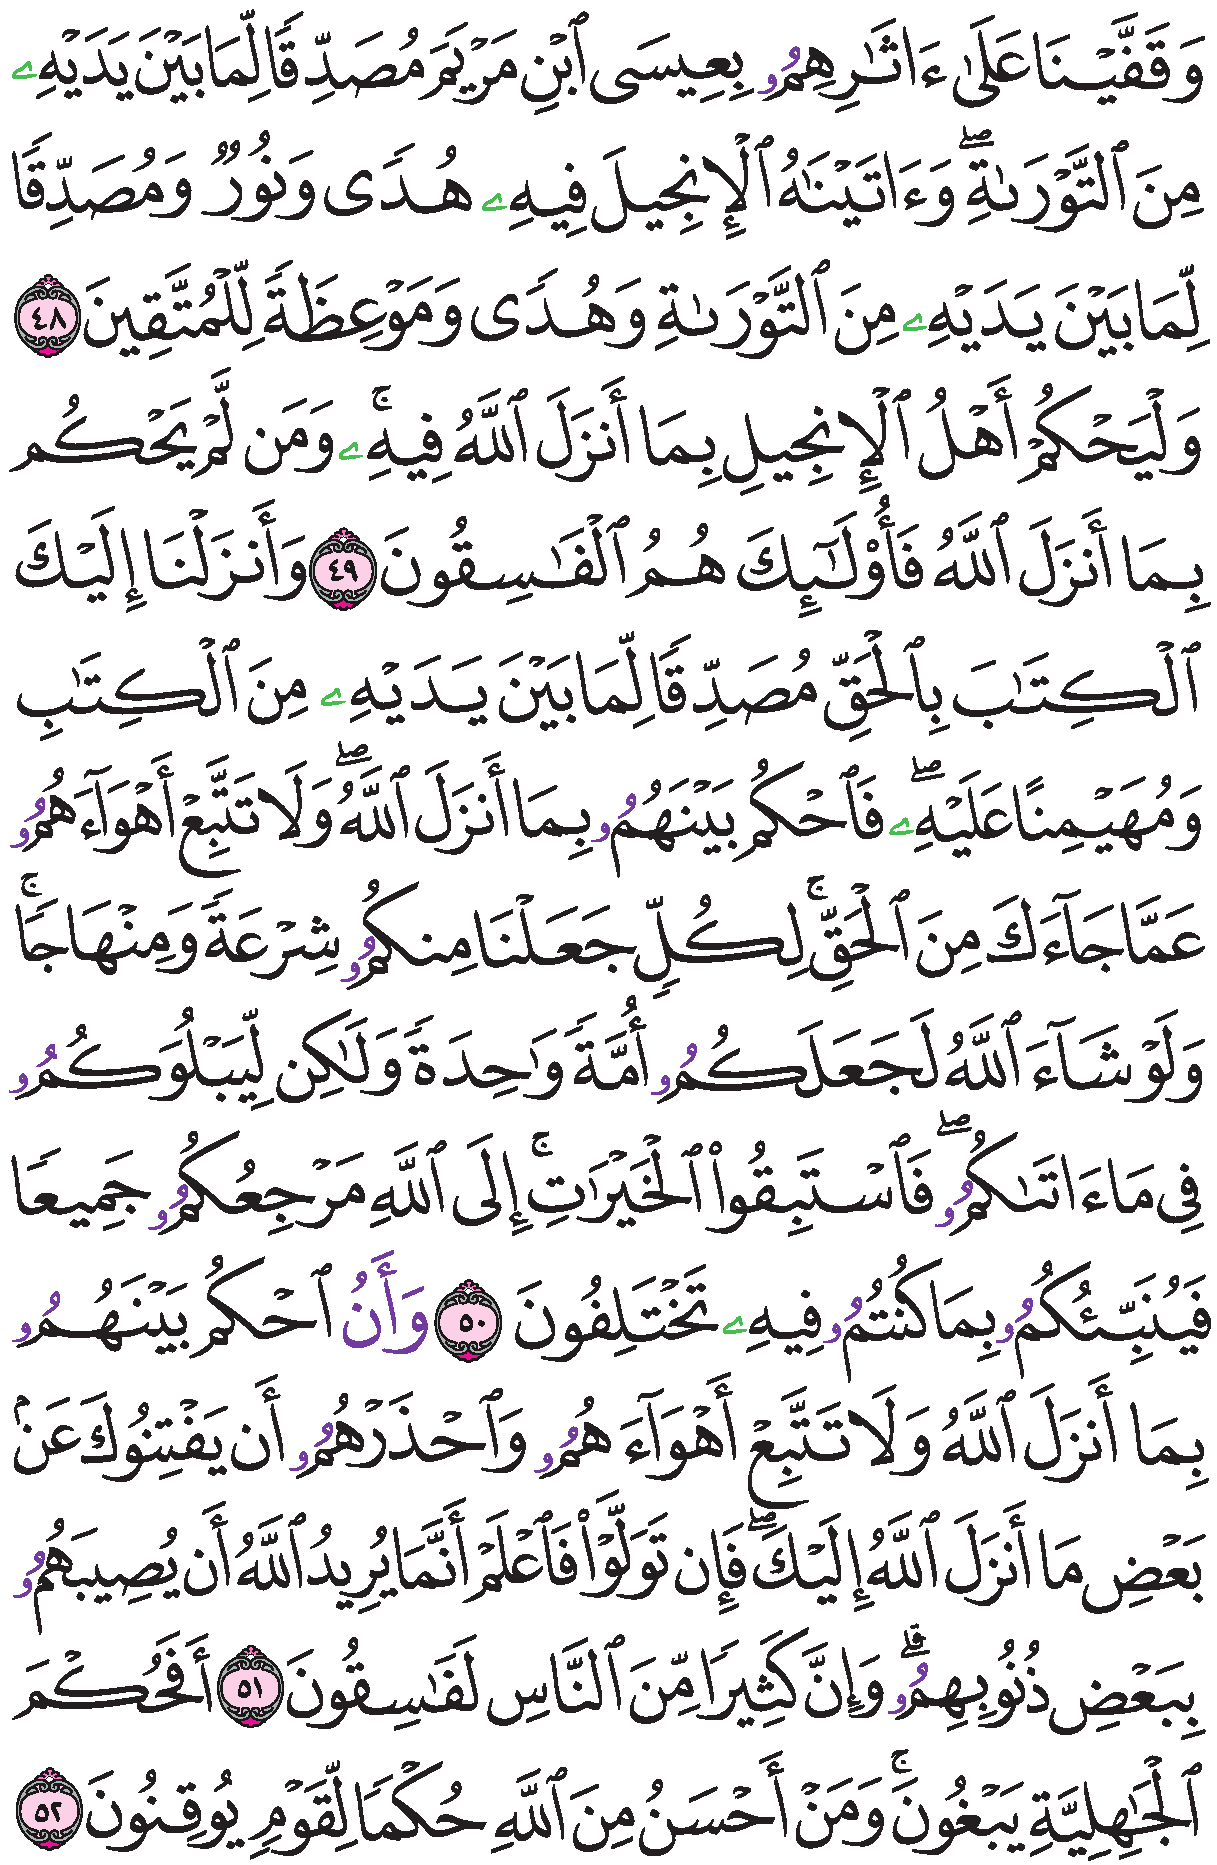 وَقَفَّيْنَا عَلَىٰ ءَاثَٰرِهِمُۥ بِعِيسَى ٱبْنِ مَرْيَمَ مُصَدِّقًا لِّمَا بَيْنَ يَدَيْهِۦ
مِنَ ٱلتَّوْرَىٰةِۖ وَءَاتَيْنَٰهُ ٱلْإِنجِيلَ فِيهِۦ هُدًى وَنُورٌ وَمُصَدِّقًا
لِّمَا بَيْنَ يَدَيْهِۦ مِنَ ٱلتَّوْرَىٰةِ وَهُدًى وَمَوْعِظَةً لِّلْمُتَّقِينَ ٤٨
وَلْيَحْكُمْ أَهْلُ ٱلْإِنجِيلِ بِمَا أَنزَلَ ٱللَّهُ فِيهِۦۚ وَمَن لَّمْ يَحْكُم
بِمَا أَنزَلَ ٱللَّهُ فَأُوْلَٰٓئِكَ هُمُ ٱلْفَٰسِقُونَ ٤٩ وَأَنزَلْنَا إِلَيْكَ
ٱلْكِتَٰبَ بِٱلْحَقِّ مُصَدِّقًا لِّمَا بَيْنَ يَدَيْهِۦ مِنَ ٱلْكِتَٰبِ
وَمُهَيْمِنًا عَلَيْهِۦۖ فَٱحْكُم بَيْنَهُمُۥ بِمَا أَنزَلَ ٱللَّهُۖ وَلَا تَتَّبِعْ أَهْوَآءَهُمُۥ
عَمَّا جَآءَكَ مِنَ ٱلْحَقِّۚ لِكُلٍّ جَعَلْنَا مِنكُمُۥ شِرْعَةً وَمِنْهَاجًاۚ
وَلَوْ شَآءَ ٱللَّهُ لَجَعَلَكُمُۥ أُمَّةً وَٰحِدَةً وَلَٰكِن لِّيَبْلُوَكُمُۥ
فِي مَا ءَاتَىٰكُمُۥۖ فَٱسْتَبِقُواْ ٱلْخَيْرَٰتِۚ إِلَى ٱللَّهِ مَرْجِعُكُمُۥ جَمِيعًا
فَيُنَبِّئُكُمُۥ بِمَا كُنتُمُۥ فِيهِۦ تَخْتَلِفُونَ ٥٠ وَأَنُ ٱحْكُم بَيْنَهُمُۥ
بِمَا أَنزَلَ ٱللَّهُ وَلَا تَتَّبِعْ أَهْوَآءَهُمُۥ وَٱحْذَرْهُمُۥ أَن يَفْتِنُوكَ عَنۢ
بَعْضِ مَا أَنزَلَ ٱللَّهُ إِلَيْكَۖ فَإِن تَوَلَّوْاْ فَٱعْلَمْ أَنَّمَا يُرِيدُ ٱللَّهُ أَن يُصِيبَهُمُۥ
بِبَعْضِ ذُنُوبِهِمُۥۗ وَإِنَّ كَثِيرًا مِّنَ ٱلنَّاسِ لَفَٰسِقُونَ ٥١ أَفَحُكْمَ
ٱلْجَٰهِلِيَّةِ يَبْغُونَۚ وَمَنْ أَحْسَنُ مِنَ ٱللَّهِ حُكْمًا لِّقَوْمٍ يُوقِنُونَ ٥٢